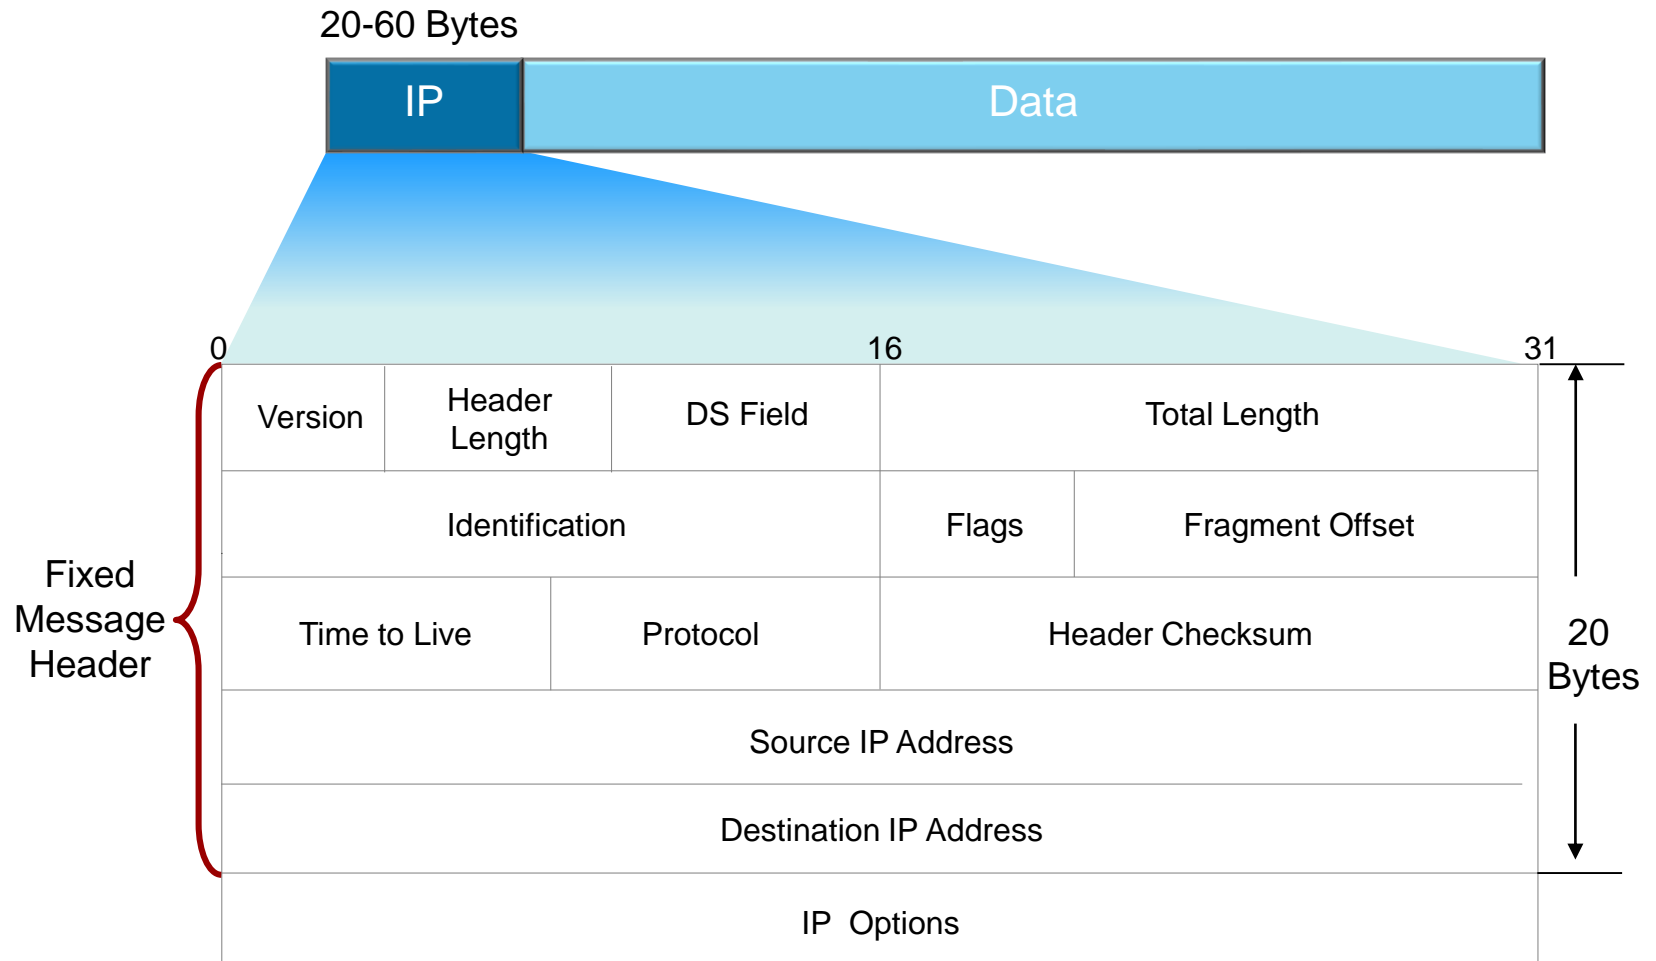 20-60 Bytes
IP
Data
0
16
31
Version
Header
Length
DS Field
Total Length
Identification
Flags
Fragment Offset
Fixed
Message
Header
Time to Live
Protocol
Header Checksum
20
Bytes
Source IP Address
Destination IP Address
IP Options